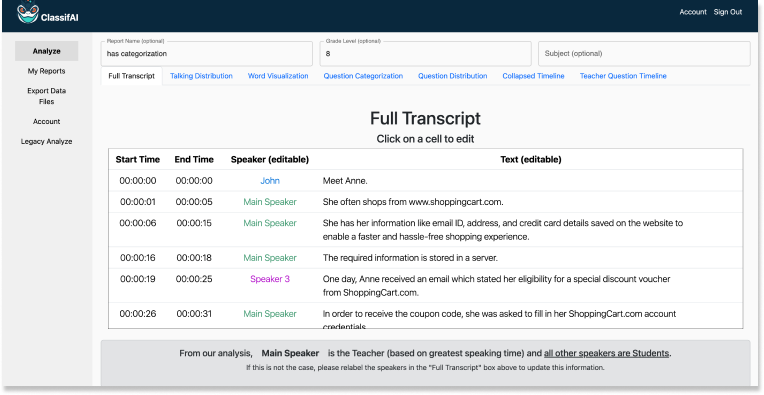 ClassifAI
Account Sign Out
Analyze
My Reports
Export Data
Files
Account
Legacy Analyze
Report Name (optional)
has categorization
Grade Level (optional)
8
Subject (optional)
Full Transcript Talking Distribution Word Visualization Question Categorization Question Distribution Collapsed Timeline Teacher Question Timeline
Full Transcript
Click on a cell to edit
Start Time End Time Speaker (editable) Text (editable)
00:00:00 00:00:00 John Meet Anne.
00:00:01 00:00:05 Main Speaker She often shops from www.shoppingcart.com.
00:00:06 00:00:15 Main Speaker She has her information like email ID, address, and credit card details saved on the website to
enable a faster and hassle-free shopping experience.
00:00:16 00:00:18 Main Speaker The required information is stored in a server.
00:00:19 00:00:25 Speaker 3 One day, Anne received an email which stated her eligibility for a special discount voucher
from ShoppingCart.com.
00:00:26 00:00:31 Main Speaker In order to receive the coupon code, she was asked to fill in her ShoppingCart.com account
credentials.
From our analysis, Main Speaker is the Teacher (based on greatest speaking time) and all other speakers are Students.
If this is not the case, please relabel the speakers in the "Full Transcript" box above to update this information.